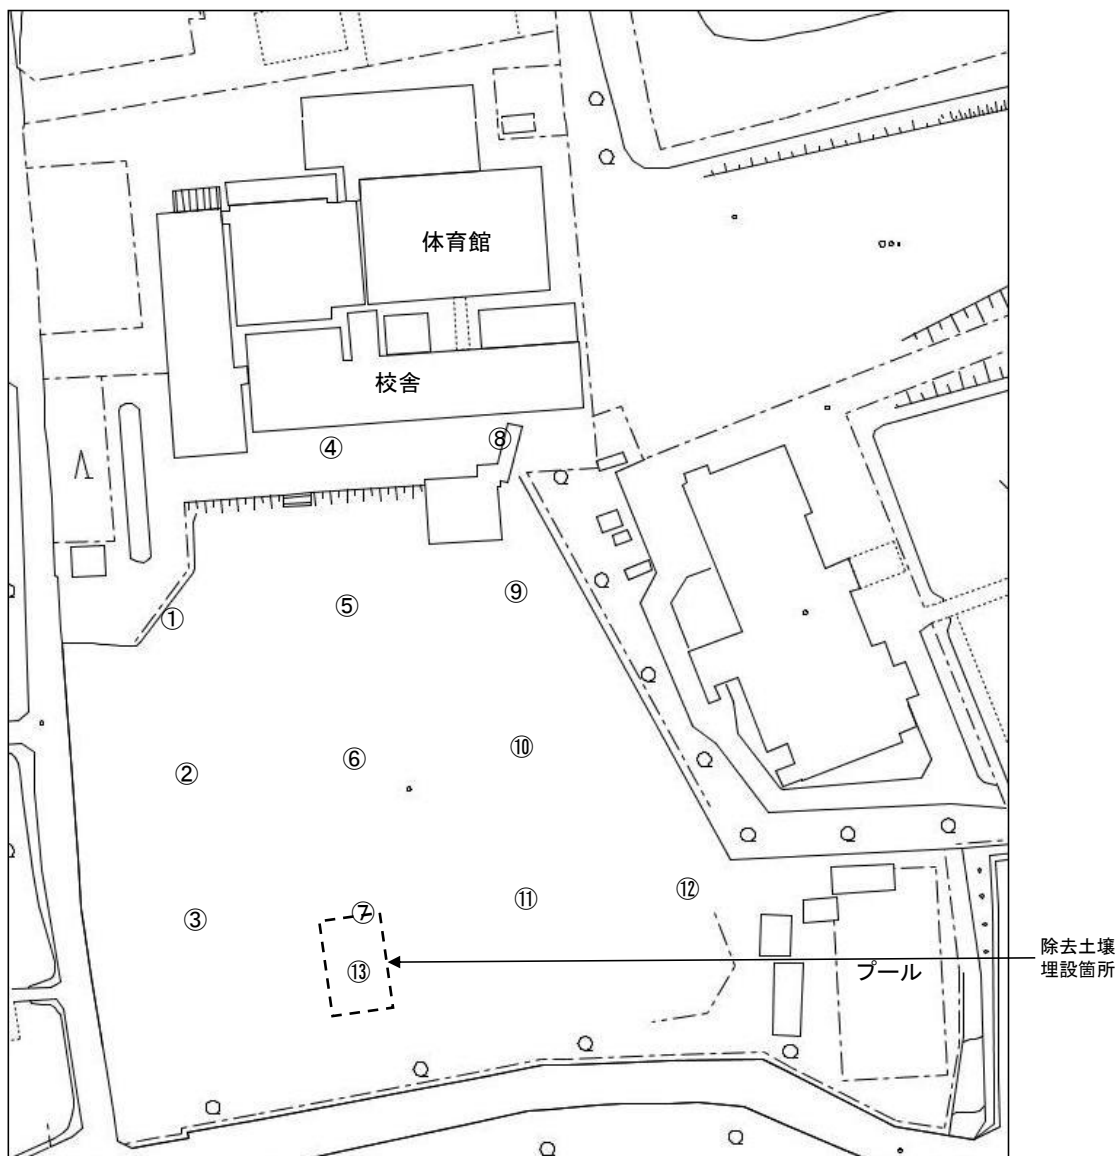 体育館
校舎
④
⑧
①
⑤
⑨
②
⑥
⑩
③
⑦
⑪
⑫
⑬
プール
除去土壌
埋設箇所